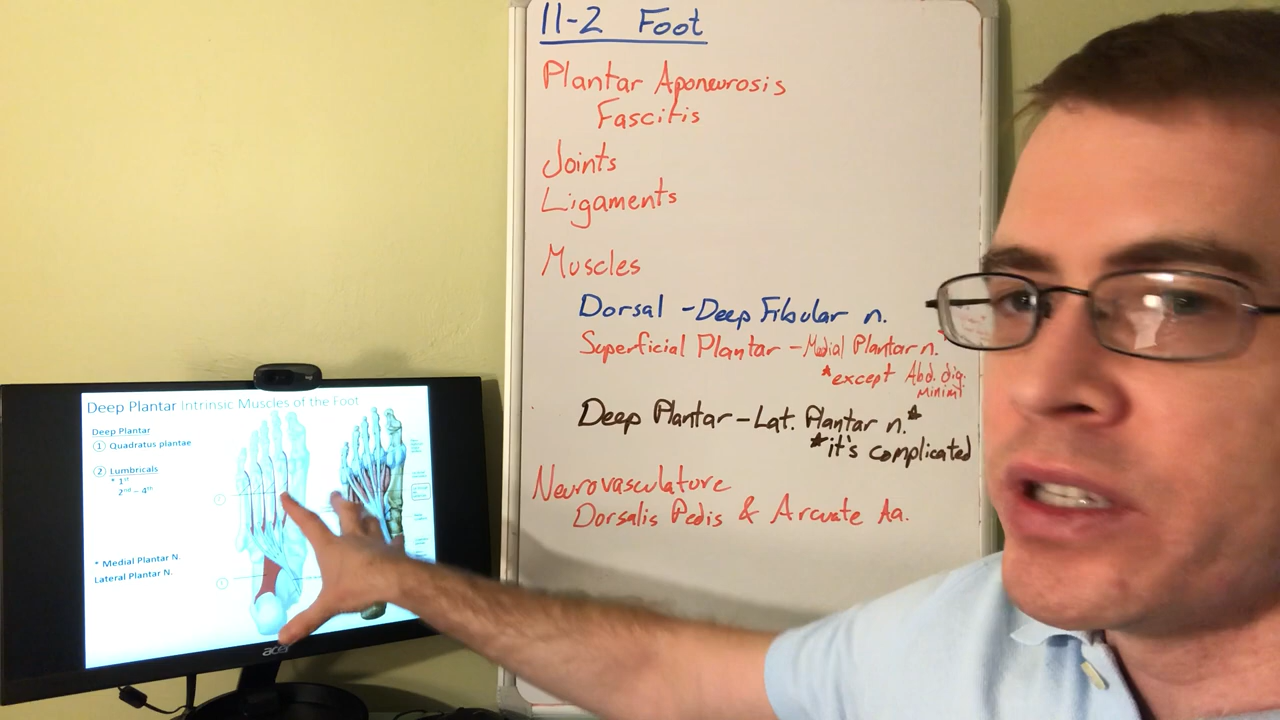 11-2 Foot
Plantar Aponeurosis
Fascitis
Joints
Ligaments
Muscles
Dorsal - Deep Fibular n.
Superficial Plantar - Medial Plantar n.*
*except Abd. dig.
minimi
Deep Plantar - Lat. Plantar n.*
*it's complicated
Neurovasculature
Dorsalis Pedis & Arcuate Aa.
Deep Plantar Intrinsic Muscles of the Foot
Deep Plantar
1 Quadratus plantae
2 Lumbricals
* 1st
2nd – 4th
* Medial Plantar N.
Lateral Plantar N.
acer